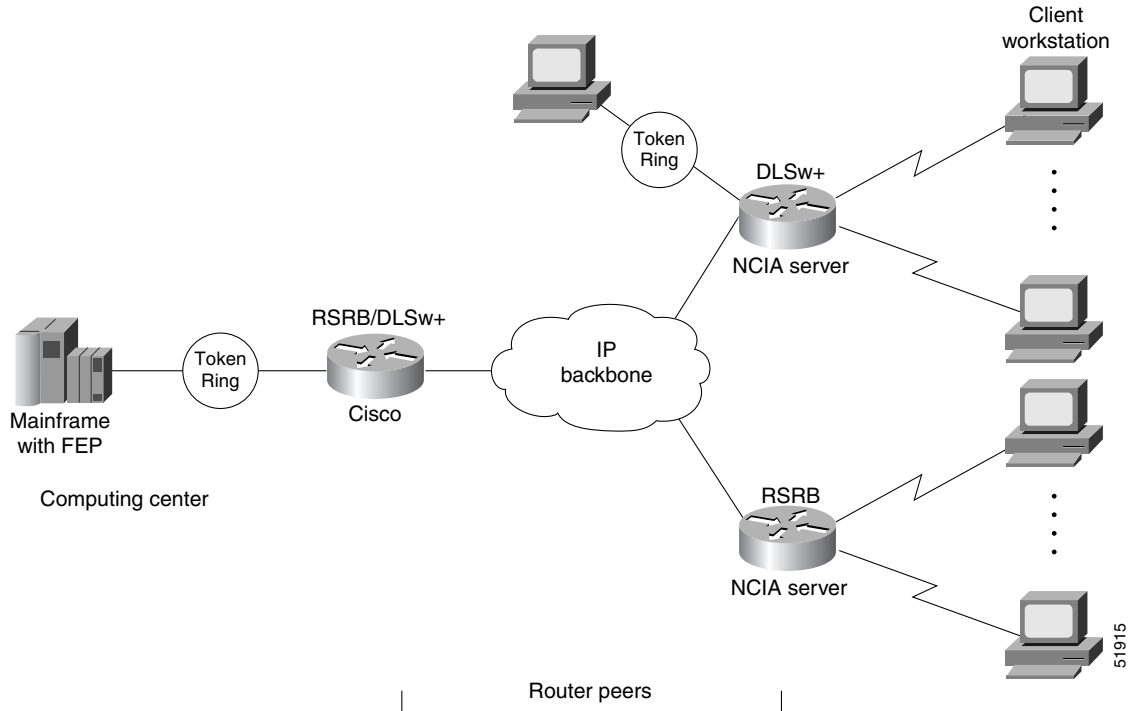 Client
workstation
Token
Ring
DLSw+
NCIA server
RSRB/DLSw+
Token
Ring
IP
backbone
Cisco
Mainframe
with FEP
Computing center
RSRB
NCIA server
51915
Router peers